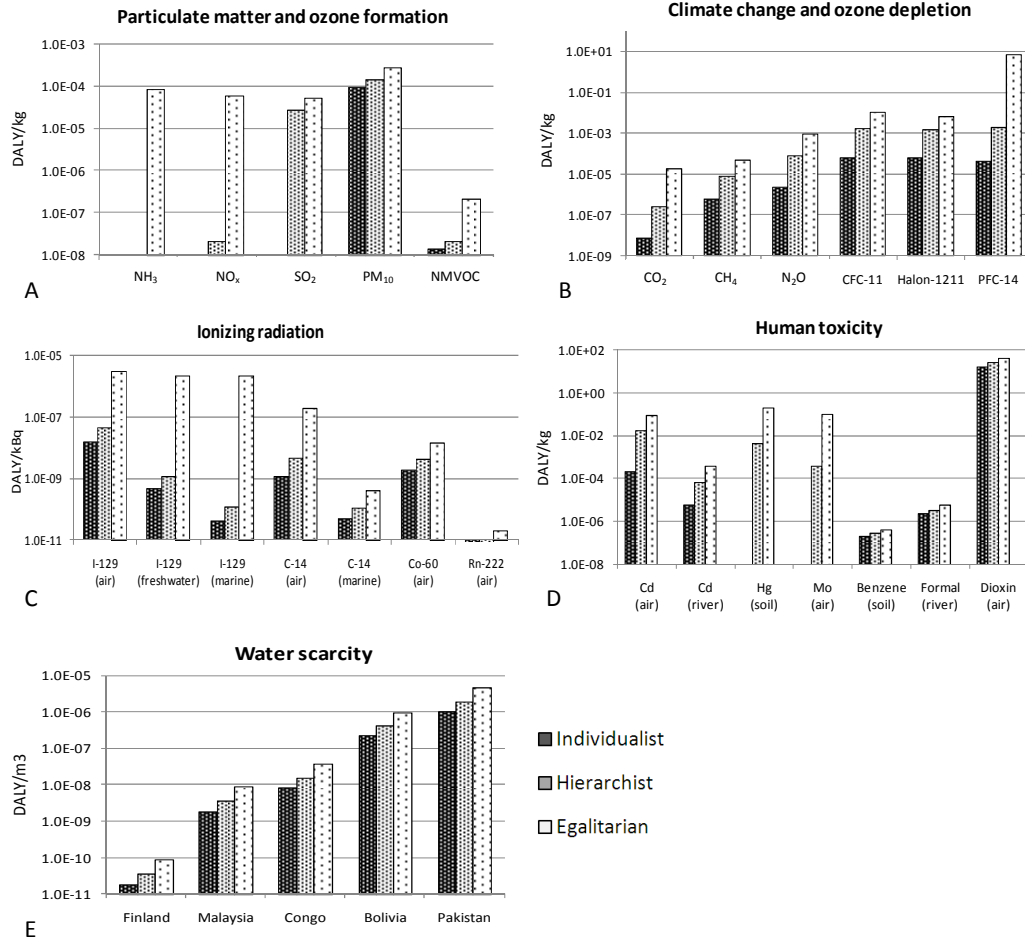 Particulate matter and ozone formation
DALY/kg
1.0E-03
1.0E-04
1.0E-05
1.0E-06
1.0E-07
1.0E-08
NH₃ NOₓ SO₂ PM₁₀ NMVOC
A
Climate change and ozone depletion
DALY/kg
1.0E+01
1.0E-01
1.0E-03
1.0E-05
1.0E-07
1.0E-09
CO₂ CH₄ N₂O CFC-11 Halon-1211 PFC-14
B
Ionizing radiation
DALY/kBq
1.0E-05
1.0E-07
1.0E-09
1.0E-11
I-129 I-129 I-129 C-14 C-14 Co-60 Rn-222
(air) (freshwater) (marine) (air) (marine) (air) (air)
C
Human toxicity
DALY/kg
1.0E+02
1.0E+00
1.0E-02
1.0E-04
1.0E-06
1.0E-08
Cd Cd Hg Mo Benzene Formal Dioxin
(air) (river) (soil) (air) (soil) (river) (air)
D
Water scarcity
DALY/m3
1.0E-05
1.0E-06
1.0E-07
1.0E-08
1.0E-09
1.0E-10
1.0E-11
Finland Malaysia Congo Bolivia Pakistan
E
Individualist
Hierarchist
Egalitarian